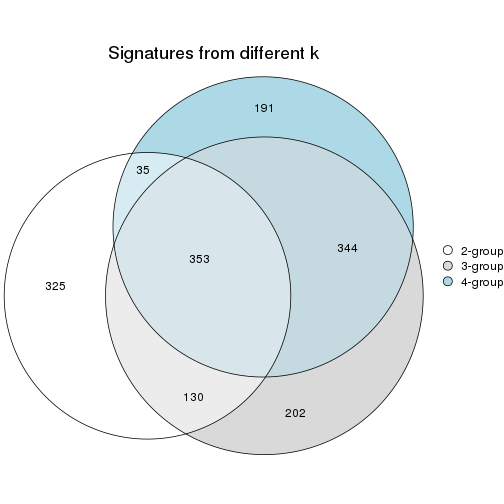 Signatures from different k
191
35
344
353
325
130
202
2-group
3-group
4-group